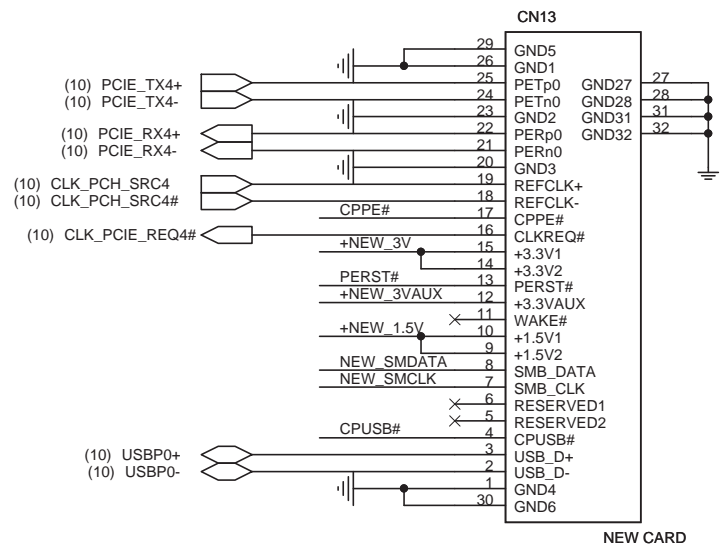 CN13
29 GND5
26 GND1
(10) PCIE_TX4+ 25 PETp0 GND27 27
(10) PCIE_TX4- 24 PETn0 GND28 28
23 GND2 GND31 31
(10) PCIE_RX4+ 22 PERp0 GND32 32
(10) PCIE_RX4- 21 PERn0
20 GND3
(10) CLK_PCH_SRC4 19 REFCLK+
(10) CLK_PCH_SRC4# 18 REFCLK-
CPPE# 17 CPPE#
(10) CLK_PCIE_REQ4# 16 CLKREQ#
+NEW_3V 15 +3.3V1
14 +3.3V2
PERST# 13 PERST#
+NEW_3VAUX 12 +3.3VAUX
11 WAKE#
+NEW_1.5V 10 +1.5V1
9 +1.5V2
NEW_SMDATA 8 SMB_DATA
NEW_SMCLK 7 SMB_CLK
6 RESERVED1
5 RESERVED2
CPUSB# 4 CPUSB#
(10) USBP0+ 3 USB_D+
(10) USBP0- 2 USB_D-
1 GND4
30 GND6
NEW CARD